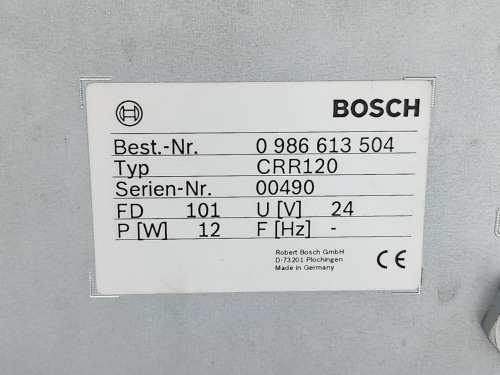 BOSCH
Best.-Nr. 0 986 613 504
Typ CRR120
Serien-Nr. 00490
FD 101 U [V] 24
P [W] 12 F [Hz] -
Robert Bosch GmbH
D-73201 Plochingen
Made in Germany
CE